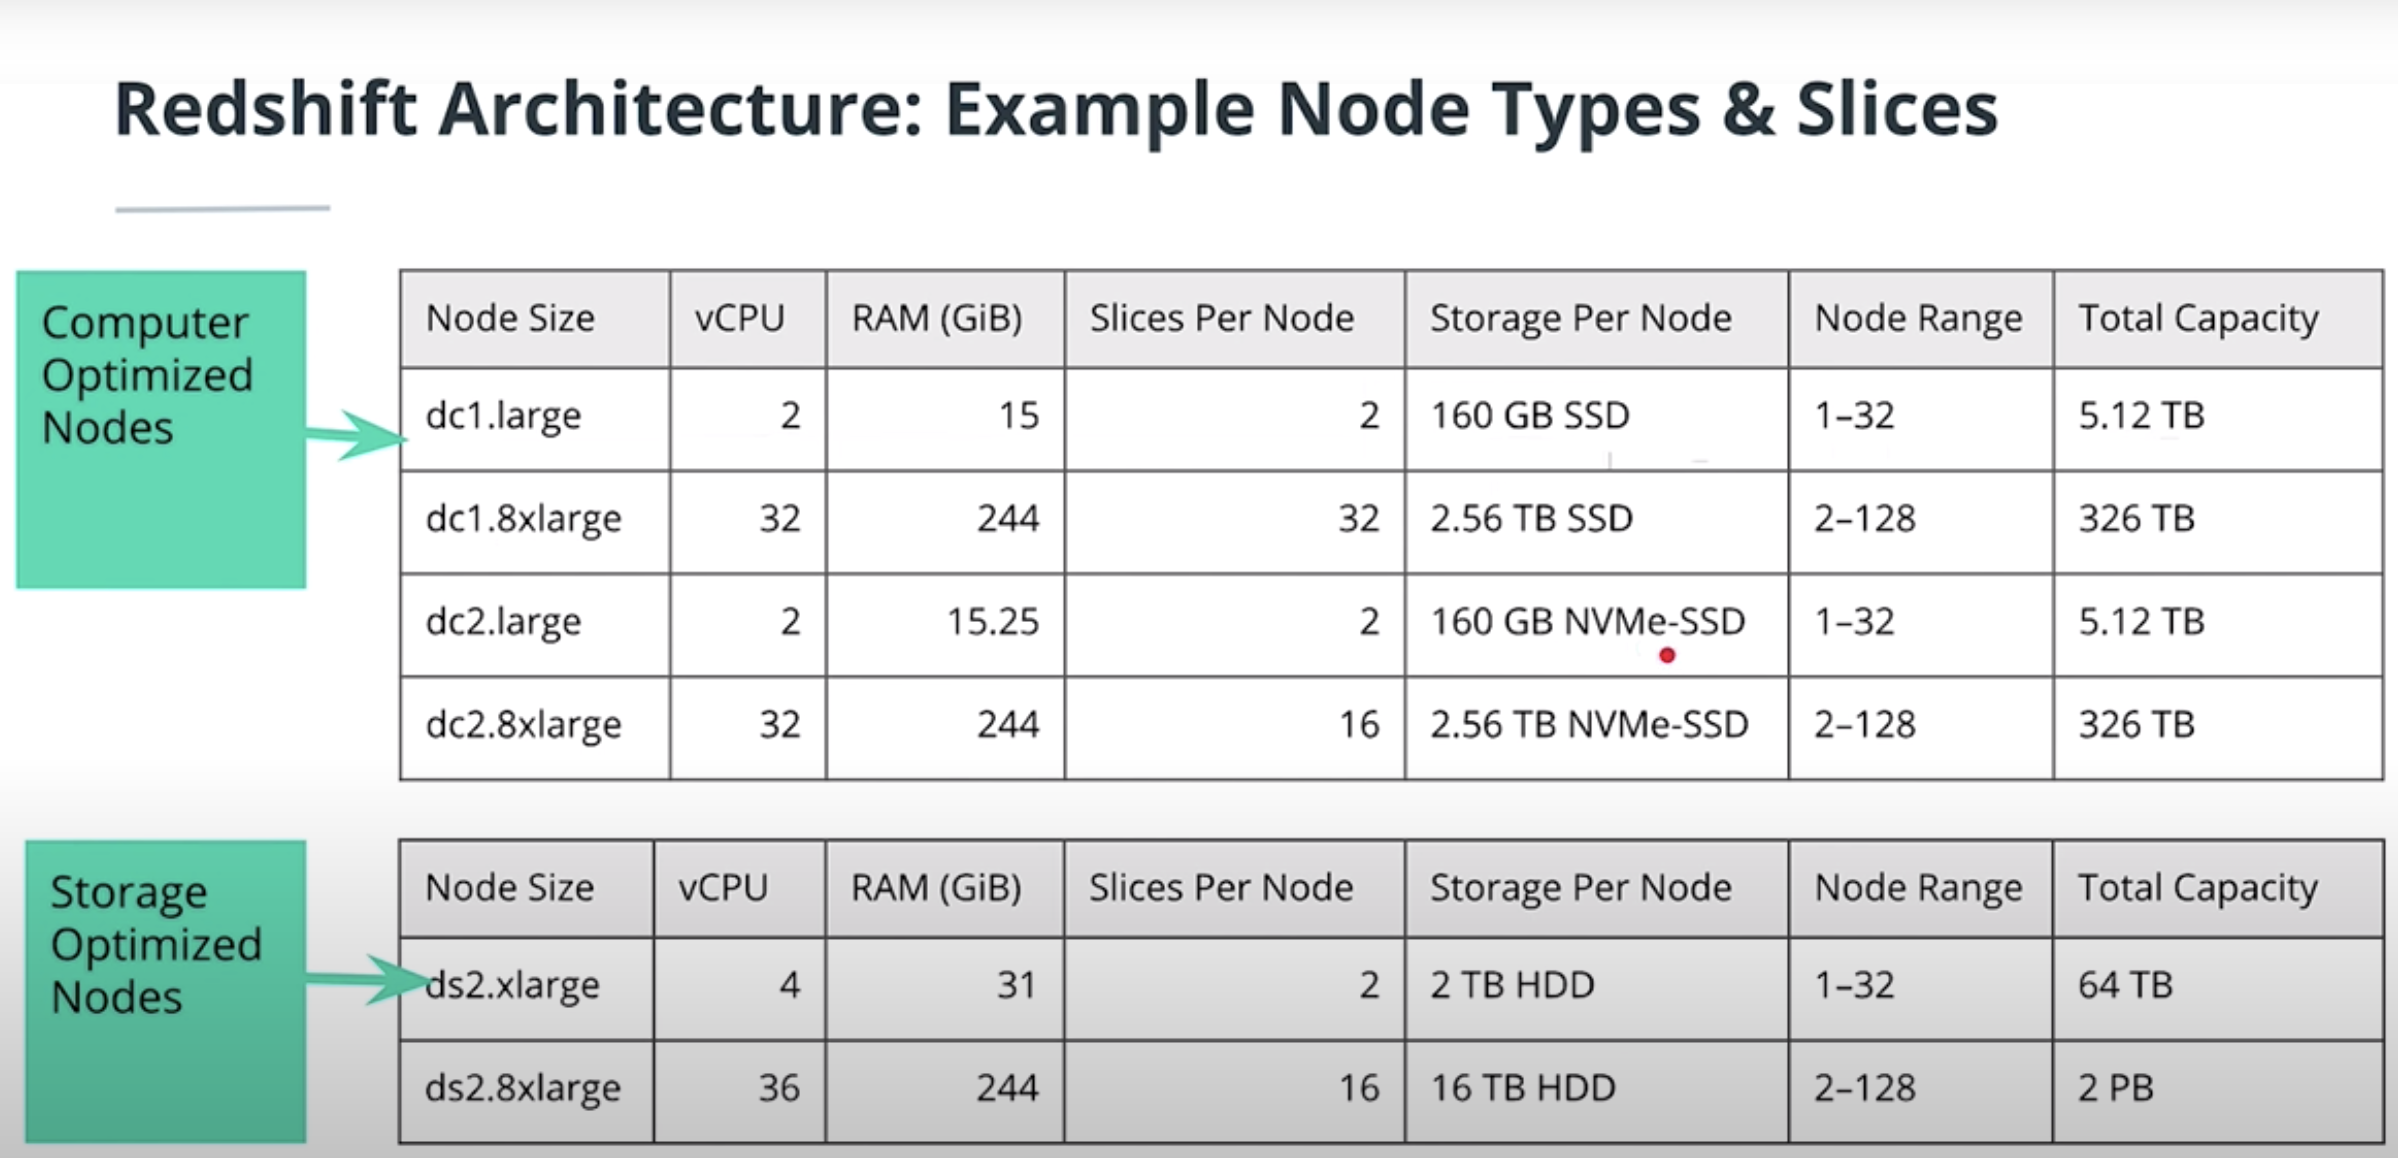 Redshift Architecture: Example Node Types & Slices
Computer
Optimized
Nodes
Node Size vCPU RAM (GiB) Slices Per Node Storage Per Node Node Range Total Capacity
dc1.large 2 15 2 160 GB SSD 1–32 5.12 TB
dc1.8xlarge 32 244 32 2.56 TB SSD 2–128 326 TB
dc2.large 2 15.25 2 160 GB NVMe-SSD 1–32 5.12 TB
dc2.8xlarge 32 244 16 2.56 TB NVMe-SSD 2–128 326 TB
Storage
Optimized
Nodes
Node Size vCPU RAM (GiB) Slices Per Node Storage Per Node Node Range Total Capacity
ds2.xlarge 4 31 2 2 TB HDD 1–32 64 TB
ds2.8xlarge 36 244 16 16 TB HDD 2–128 2 PB